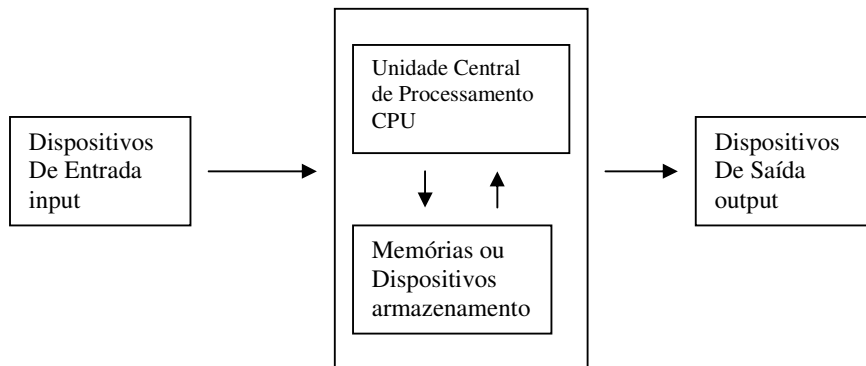 Dispositivos
De Entrada
input
Unidade Central
de Processamento
CPU
Memórias ou
Dispositivos
armazenamento
Dispositivos
De Saída
output